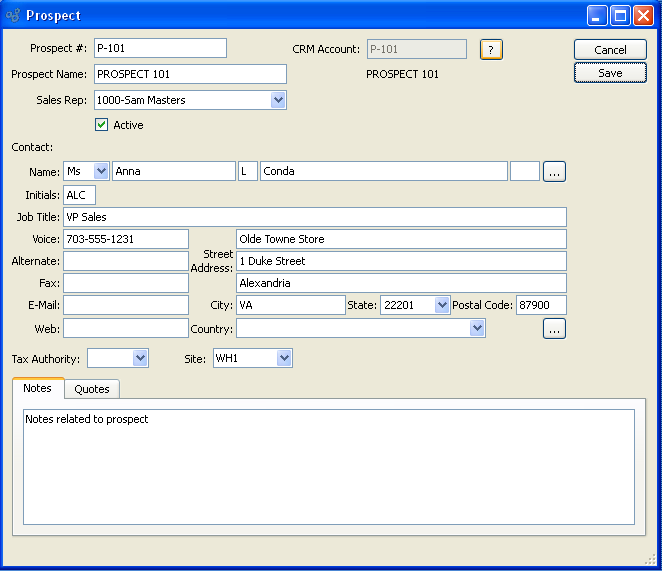 Prospect
Prospect #: P-101 CRM Account: P-101 ? Cancel
Prospect Name: PROSPECT 101 PROSPECT 101 Save
Sales Rep: 1000-Sam Masters
Active
Contact:
Name: Ms Anna L Conda ...
Initials: ALC
Job Title: VP Sales
Voice: 703-555-1231 Olde Towne Store
Alternate: Street Address: 1 Duke Street
Fax: Alexandria
E-Mail: City: VA State: 22201 Postal Code: 87900
Web: Country: ...
Tax Authority: Site: WH1
Notes Quotes
Notes related to prospect